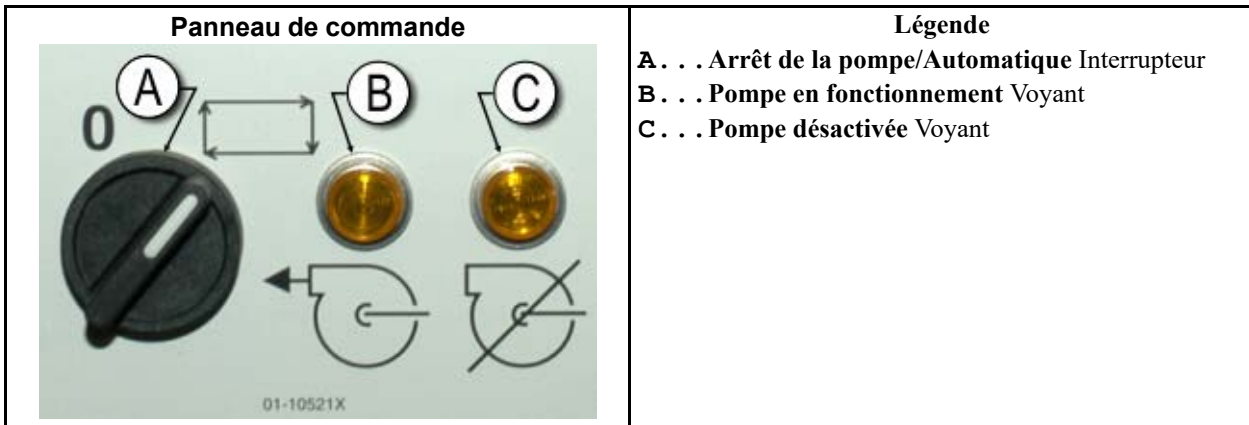 Panneau de commande
A
B
C
0
01-10521X
Légende
A. . . Arrêt de la pompe/Automatique Interrupteur
B. . . Pompe en fonctionnement Voyant
C. . . Pompe désactivée Voyant